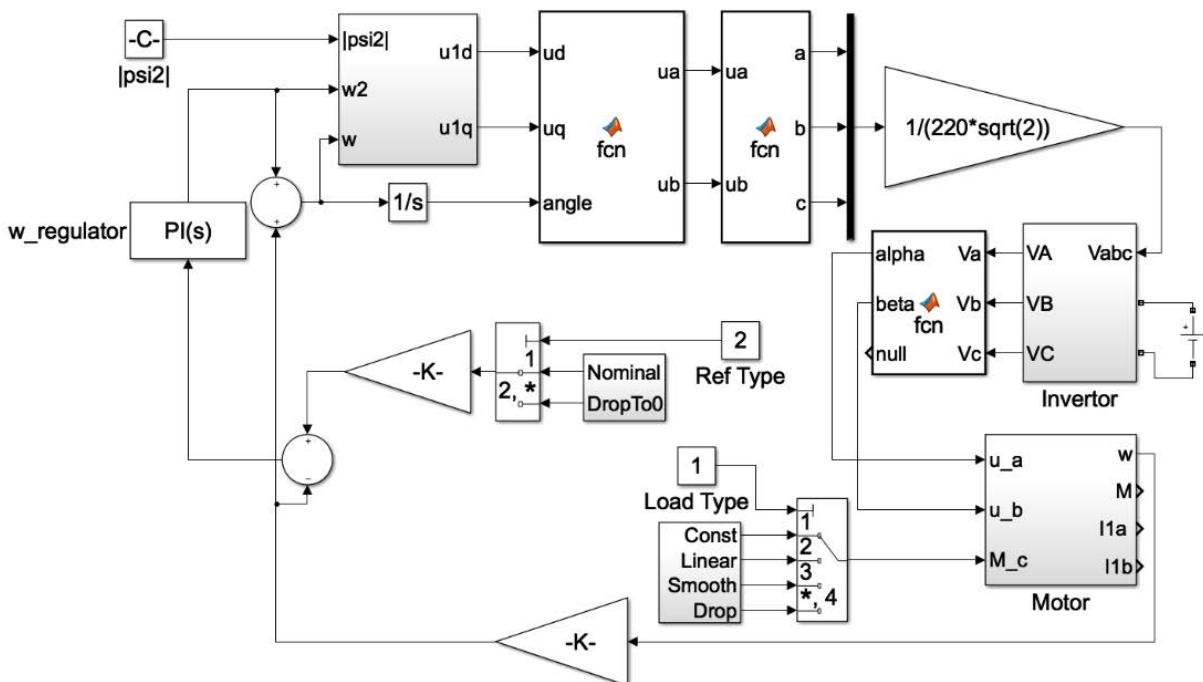 -C-
|psi2|
|psi2|
w2
w
u1d
u1q
ud
uq
angle
fcn
ua
ub
ua
ub
fcn
a
b
c
1/(220*sqrt(2))
w_regulator
PI(s)
+
+
1/s
alpha
beta
null
fcn
Va
Vb
Vc
VA
VB
VC
Vabc
Invertor
+
-K-
1
2, *
2
Ref Type
Nominal
DropTo0
+
-
1
Load Type
Const
Linear
Smooth
Drop
1
2
3
*, 4
u_a
u_b
M_c
w
M
I1a
I1b
Motor
-K-